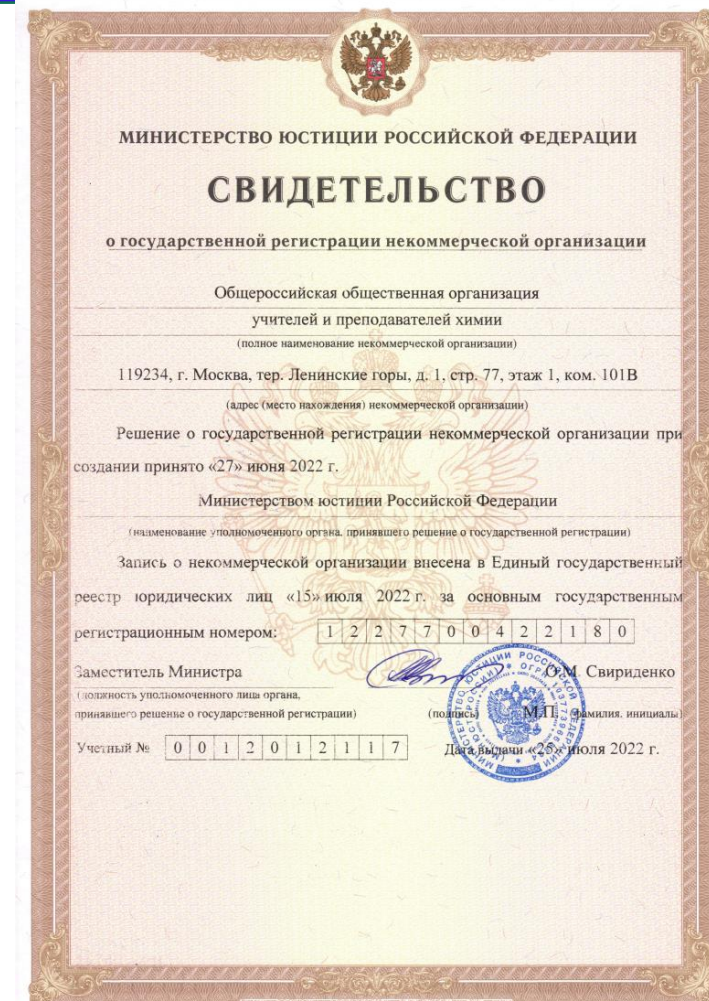 МИНИСТЕРСТВО ЮСТИЦИИ РОССИЙСКОЙ ФЕДЕРАЦИИ
СВИДЕТЕЛЬСТВО
о государственной регистрации некоммерческой организации
Общероссийская общественная организация
учителей и преподавателей химии
(полное наименование некоммерческой организации)
119234, г. Москва, тер. Ленинские горы, д. 1, стр. 77, этаж 1, ком. 101В
(адрес (место нахождения) некоммерческой организации)
Решение о государственной регистрации некоммерческой организации при
создании принято «27» июня 2022 г.
Министерством юстиции Российской Федерации
(наименование уполномоченного органа, принявшего решение о государственной регистрации)
Запись о некоммерческой организации внесена в Единый государственный
реестр юридических лиц «15» июля 2022 г. за основным государственным
регистрационным номером: 1 2 2 7 7 0 0 4 2 2 1 8 0
Заместитель Министра О.М. Свириденко
(должность уполномоченного лица органа,
принявшего решение о государственной регистрации) (подпись) М.П. фамилия, инициалы)
Учетный № 0 0 1 2 0 1 2 1 1 7 Дата выдачи «25» июля 2022 г.